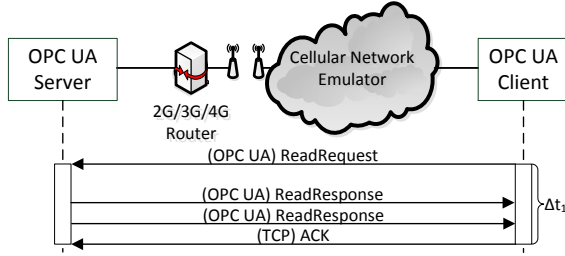 OPC UA
Server
2G/3G/4G
Router
Cellular Network
Emulator
OPC UA
Client
(OPC UA) ReadRequest
(OPC UA) ReadResponse
(OPC UA) ReadResponse
(TCP) ACK
Δt₁